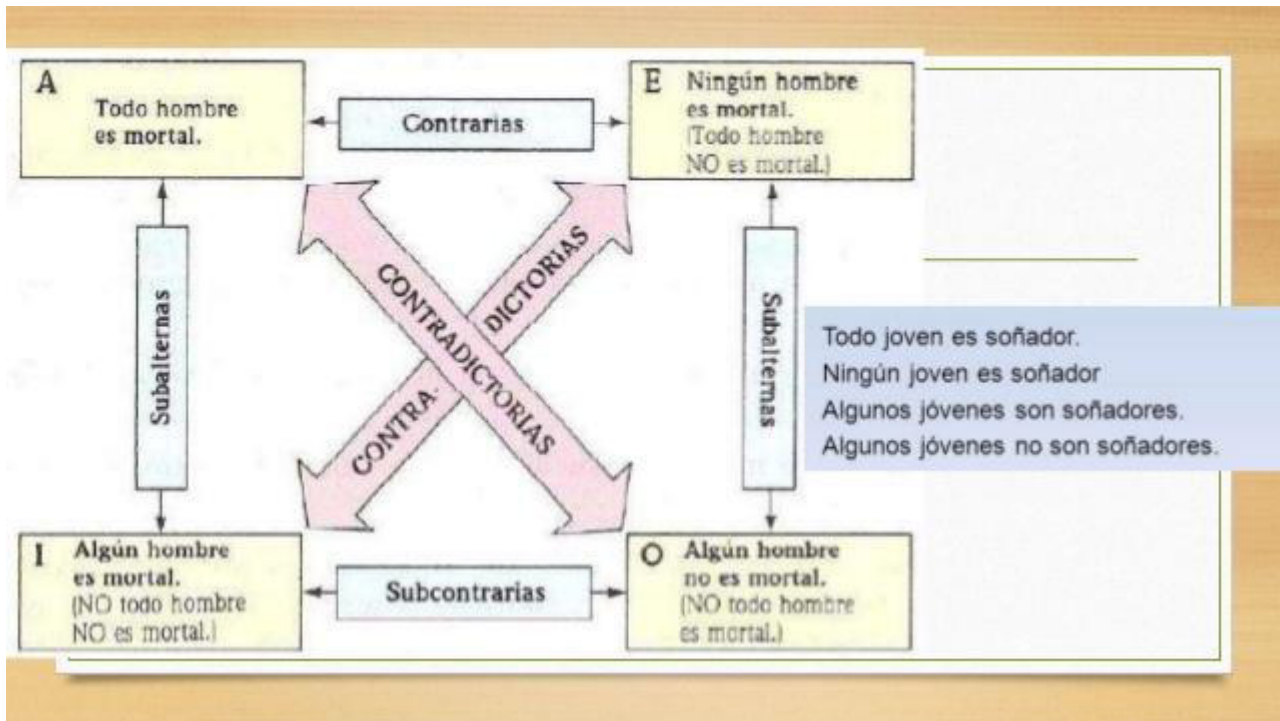 A
Todo hombre
es mortal.
Contrarias
E
Ningún hombre
es mortal.
(Todo hombre
NO es mortal.)
Subalternas
CONTRADICTORIAS
CONTRA-
DICTORIAS
Subalternas
Todo joven es soñador.
Ningún joven es soñador
Algunos jóvenes son soñadores.
Algunos jóvenes no son soñadores.
I
Algún hombre
es mortal.
(NO todo hombre
NO es mortal.)
Subcontrarias
O
Algún hombre
no es mortal.
(NO todo hombre
es mortal.)